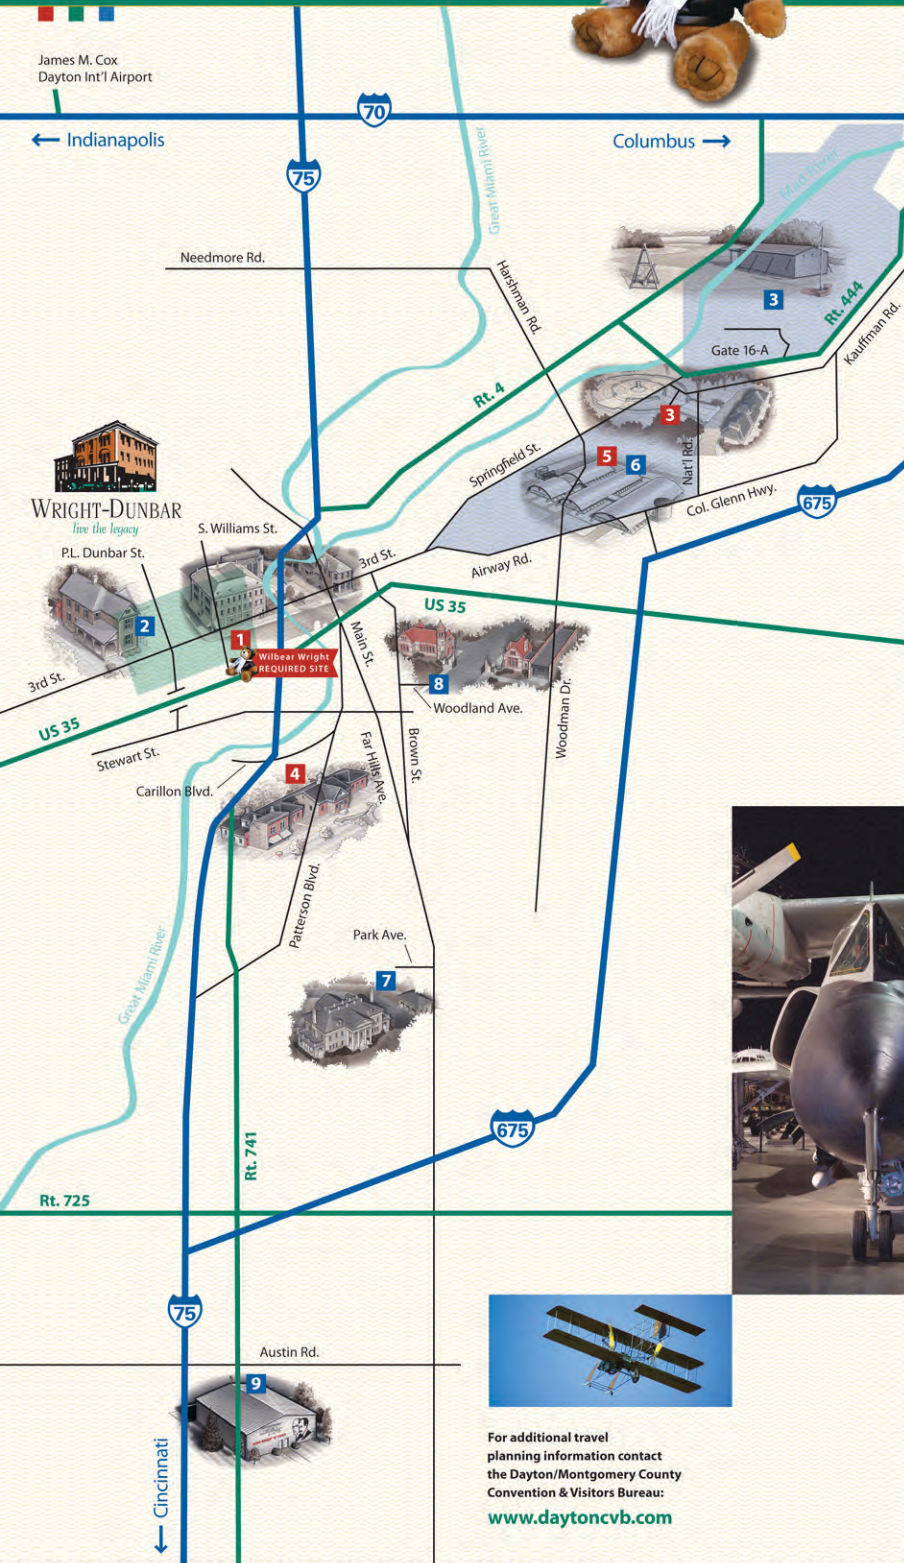 James M. Cox
Dayton Int'l Airport
70
← Indianapolis
Columbus →
75
Great Miami River
Mad River
Needmore Rd.
Harshman Rd.
3
Rt. 444
Kauffman Rd.
Gate 16-A
Rt. 4
3
Springfield St.
5
6
Nat'l Rd.
Col. Glenn Hwy.
675
WRIGHT-DUNBAR
live the legacy
S. Williams St.
P.L. Dunbar St.
3rd St.
Airway Rd.
US 35
2
1
Wilbear Wright
REQUIRED SITE
Main St.
8
Woodland Ave.
3rd St.
US 35
Stewart St.
Woodman Dr.
Far Hills Ave.
Brown St.
Carillon Blvd.
4
Patterson Blvd.
Park Ave.
7
Great Miami River
675
Rt. 741
Rt. 725
75
Austin Rd.
9
← Cincinnati
For additional travel
planning information contact
the Dayton/Montgomery County
Convention & Visitors Bureau:
www.daytoncvb.com